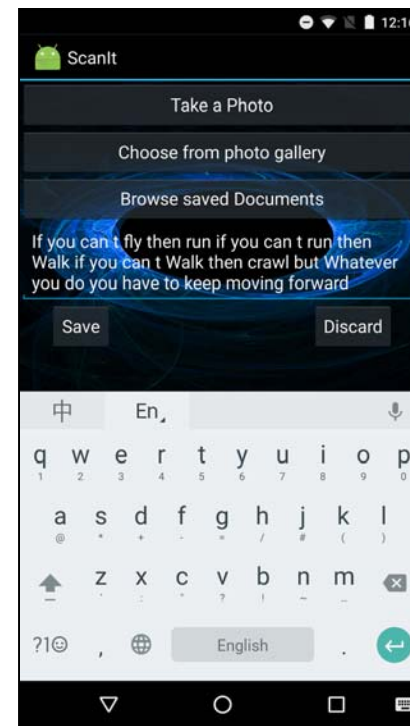 12:16
ScanIt
Take a Photo
Choose from photo gallery
Browse saved Documents
If you can t fly then run if you can t run then
Walk if you can t Walk then crawl but Whatever
you do you have to keep moving forward
Save Discard
中 En
q w e r t y u i o p
1 2 3 4 5 6 7 8 9 0
a s d f g h j k l
@ * + - = / # ( )
z x c v b n m
? ! ~ _
?1☺ , English .